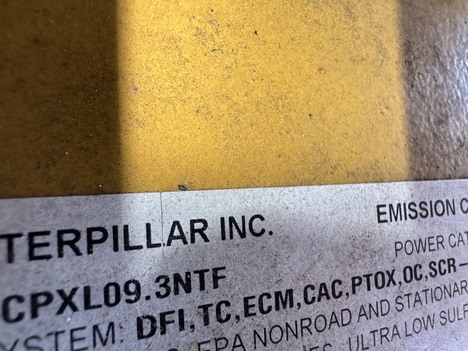 TERPILLAR INC.
EMISSION C
POWER CAT
CPXL09.3NTF
YSTEM: DFI,TC,ECM,CAC,PTOX,OC,SCR–
EPA NONROAD AND STATIONAR
ULTRA LOW SULF